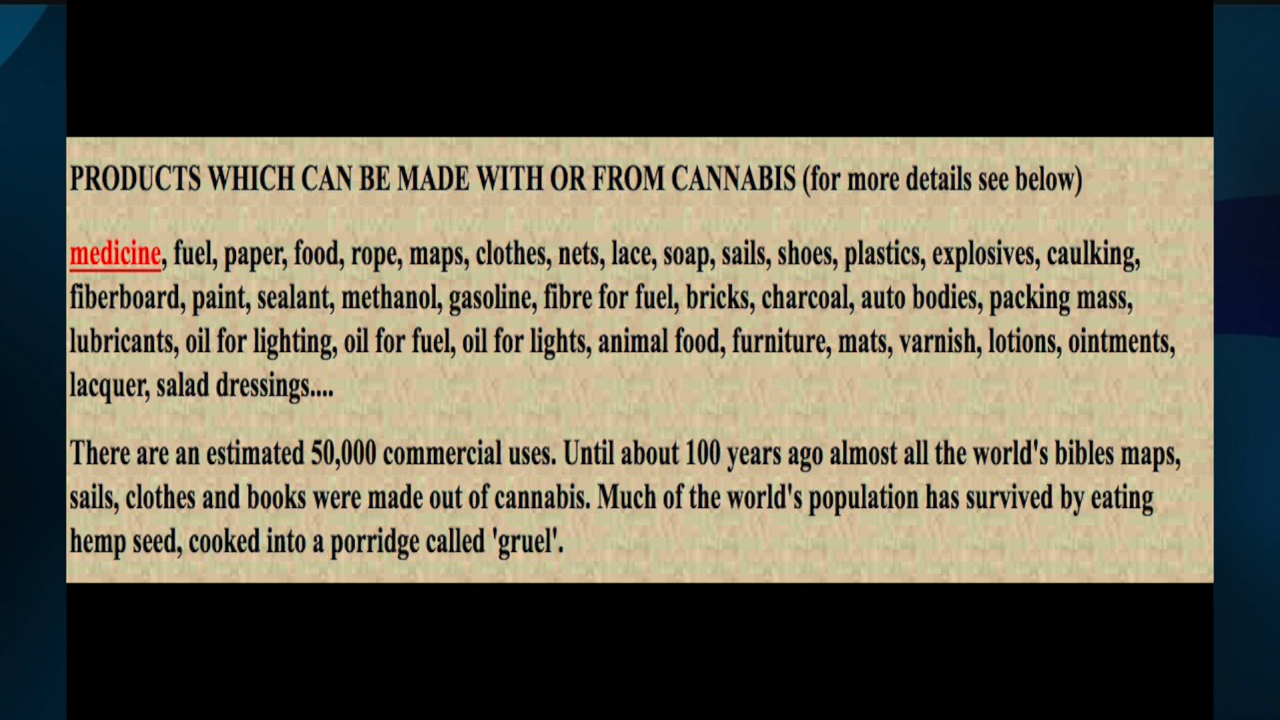 PRODUCTS WHICH CAN BE MADE WITH OR FROM CANNABIS (for more details see below)
medicine, fuel, paper, food, rope, maps, clothes, nets, lace, soap, sails, shoes, plastics, explosives, caulking,
fiberboard, paint, sealant, methanol, gasoline, fibre for fuel, bricks, charcoal, auto bodies, packing mass,
lubricants, oil for lighting, oil for fuel, oil for lights, animal food, furniture, mats, varnish, lotions, ointments,
lacquer, salad dressings....
There are an estimated 50,000 commercial uses. Until about 100 years ago almost all the world's bibles maps,
sails, clothes and books were made out of cannabis. Much of the world's population has survived by eating
hemp seed, cooked into a porridge called 'gruel'.